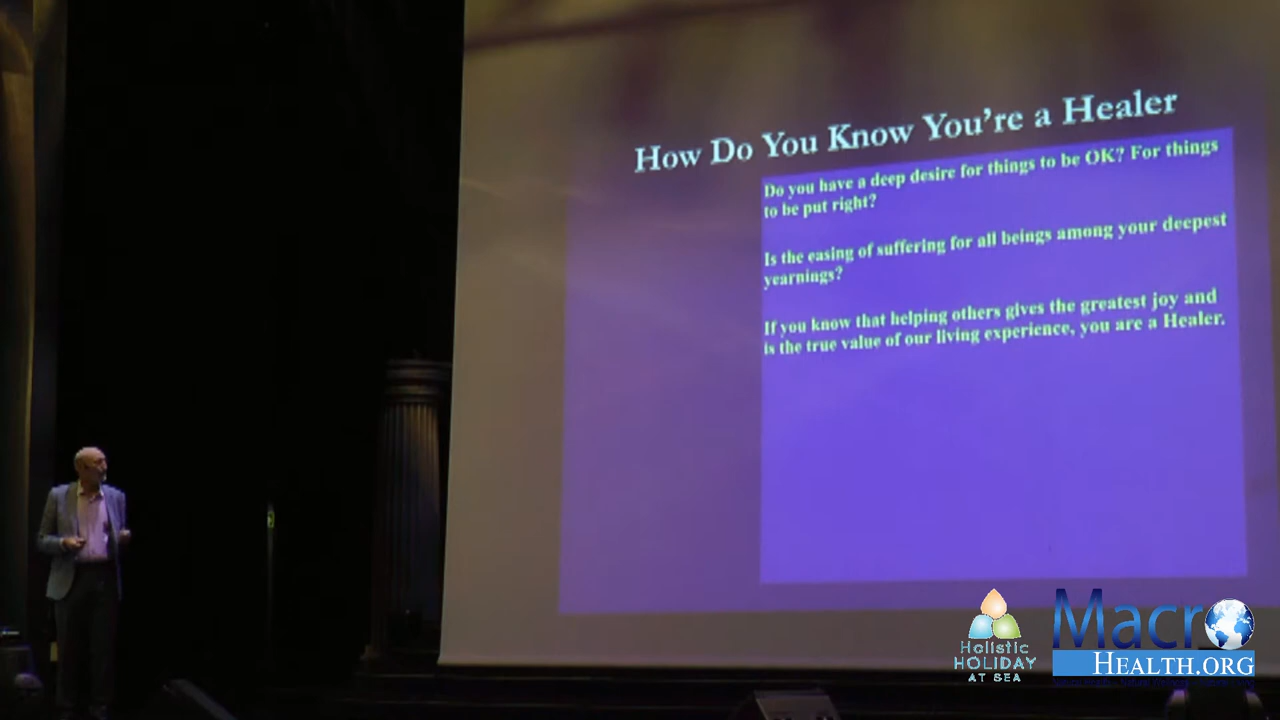 How Do You Know You're a Healer
Do you have a deep desire for things to be OK? For things
to be put right?
Is the easing of suffering for all beings among your deepest
yearnings?
If you know that helping others gives the greatest joy and
is the true value of our living experience, you are a Healer.
Holistic
HOLIDAY
AT SEA
Macro
HEALTH.ORG